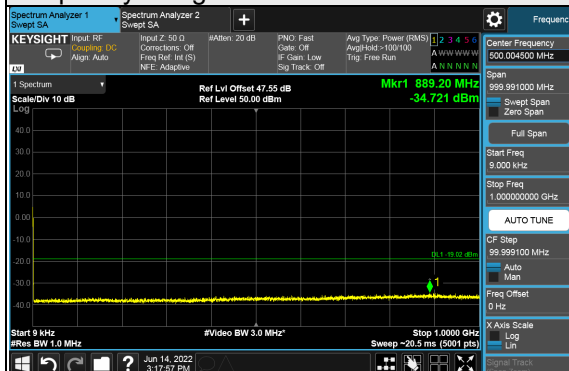 Spectrum Analyzer 1
Swept SA
Spectrum Analyzer 2
Swept SA
+
Frequenc
KEYSIGHT
Input: RF
Coupling: DC
Align: Auto
LXI
Input Z: 50 Ω
Corrections: Off
Freq Ref: Int (S)
NFE: Adaptive
#Atten: 20 dB
PNO: Fast
Gate: Off
IF Gain: Low
Sig Track: Off
Avg Type: Power (RMS)
Avg|Hold:>100/100
Trig: Free Run
1 2 3 4 5 6
A W W W W W
A N N N N N
1 Spectrum
Scale/Div 10 dB
Log
Ref Lvl Offset 47.55 dB
Ref Level 50.00 dBm
Mkr1 889.20 MHz
-34.721 dBm
40.0
30.0
20.0
10.0
0.00
-10.0
-20.0
-30.0
-40.0
DL1 -19.02 dBm
1
Start 9 kHz
#Res BW 1.0 MHz
#Video BW 3.0 MHz*
Stop 1.0000 GHz
Sweep ~20.5 ms (5001 pts)
Jun 14, 2022
3:17:57 PM
Center Frequency
500.004500 MHz
Span
999.991000 MHz
Swept Span
Zero Span
Full Span
Start Freq
9.000 kHz
Stop Freq
1.000000000 GHz
AUTO TUNE
CF Step
99.999100 MHz
Auto
Man
Freq Offset
0 Hz
X Axis Scale
Log
Lin
Signal Track